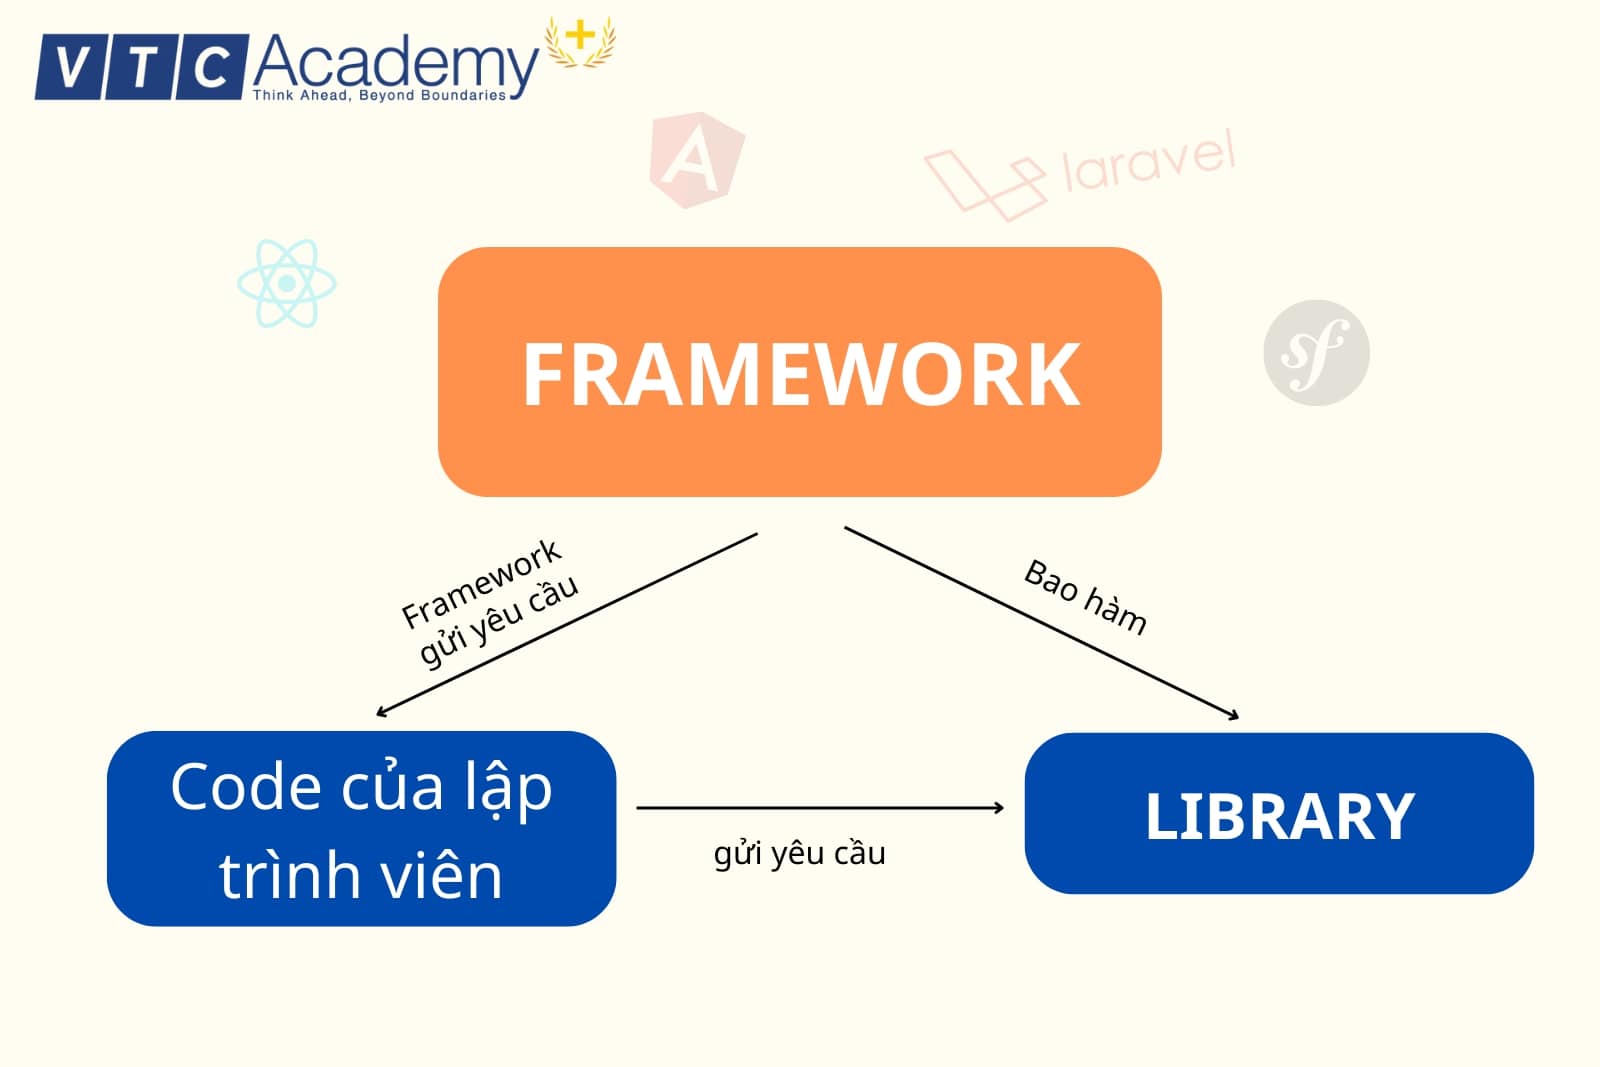 VTC Academy
Think Ahead, Beyond Boundaries
A
laravel
sf
FRAMEWORK
Framework
gửi yêu cầu
Bao hàm
Code của lập
trình viên
gửi yêu cầu
LIBRARY